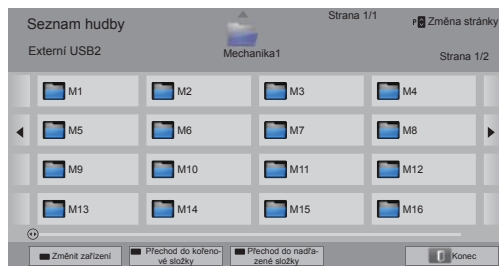 Seznam hudby
Strana 1/1
P Změna stránky
Externí USB2
Mechanika1
Strana 1/2
M1 M2 M3 M4
M5 M6 M7 M8
M9 M10 M11 M12
M13 M14 M15 M16
Změnit zařízení
Přechod do kořeno-
vé složky
Přechod do nadřa-
zené složky
Konec